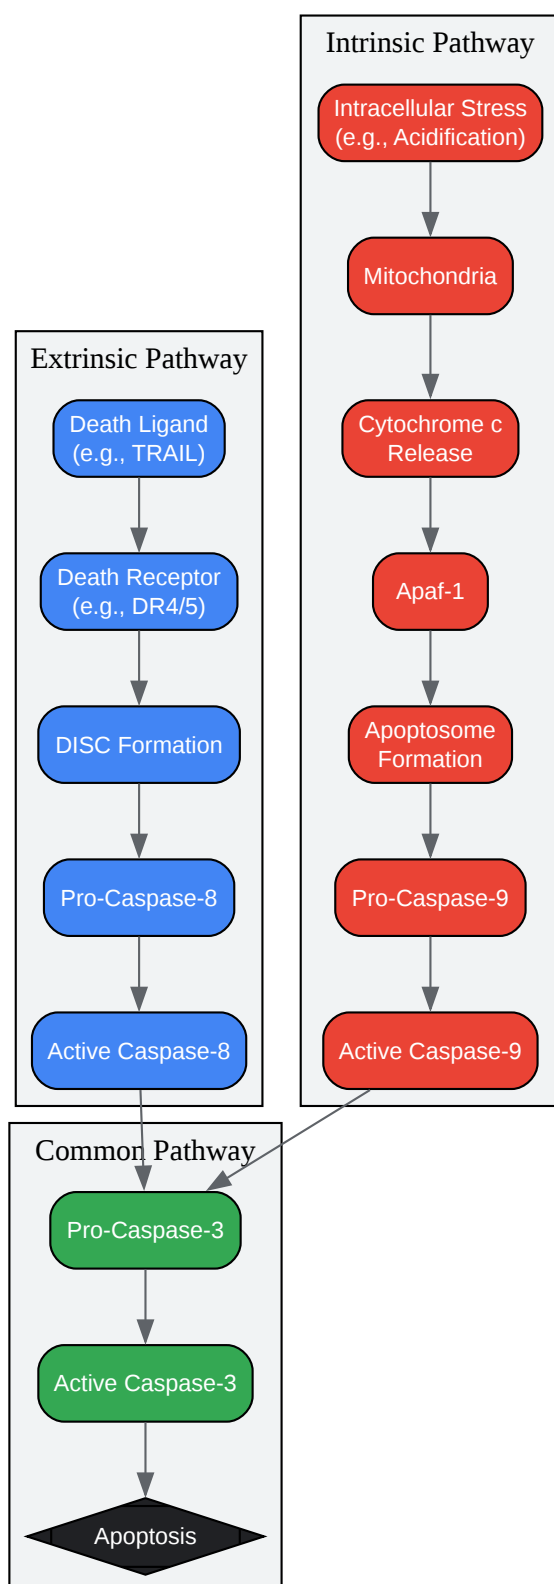 Intrinsic Pathway
Intracellular Stress
(e.g., Acidification)
Mitochondria
Cytochrome c
Release
Apaf-1
Apoptosome
Formation
Pro-Caspase-9
Active Caspase-9
Extrinsic Pathway
Death Ligand
(e.g., TRAIL)
Death Receptor
(e.g., DR4/5)
DISC Formation
Pro-Caspase-8
Active Caspase-8
Common Pathway
Pro-Caspase-3
Active Caspase-3
Apoptosis